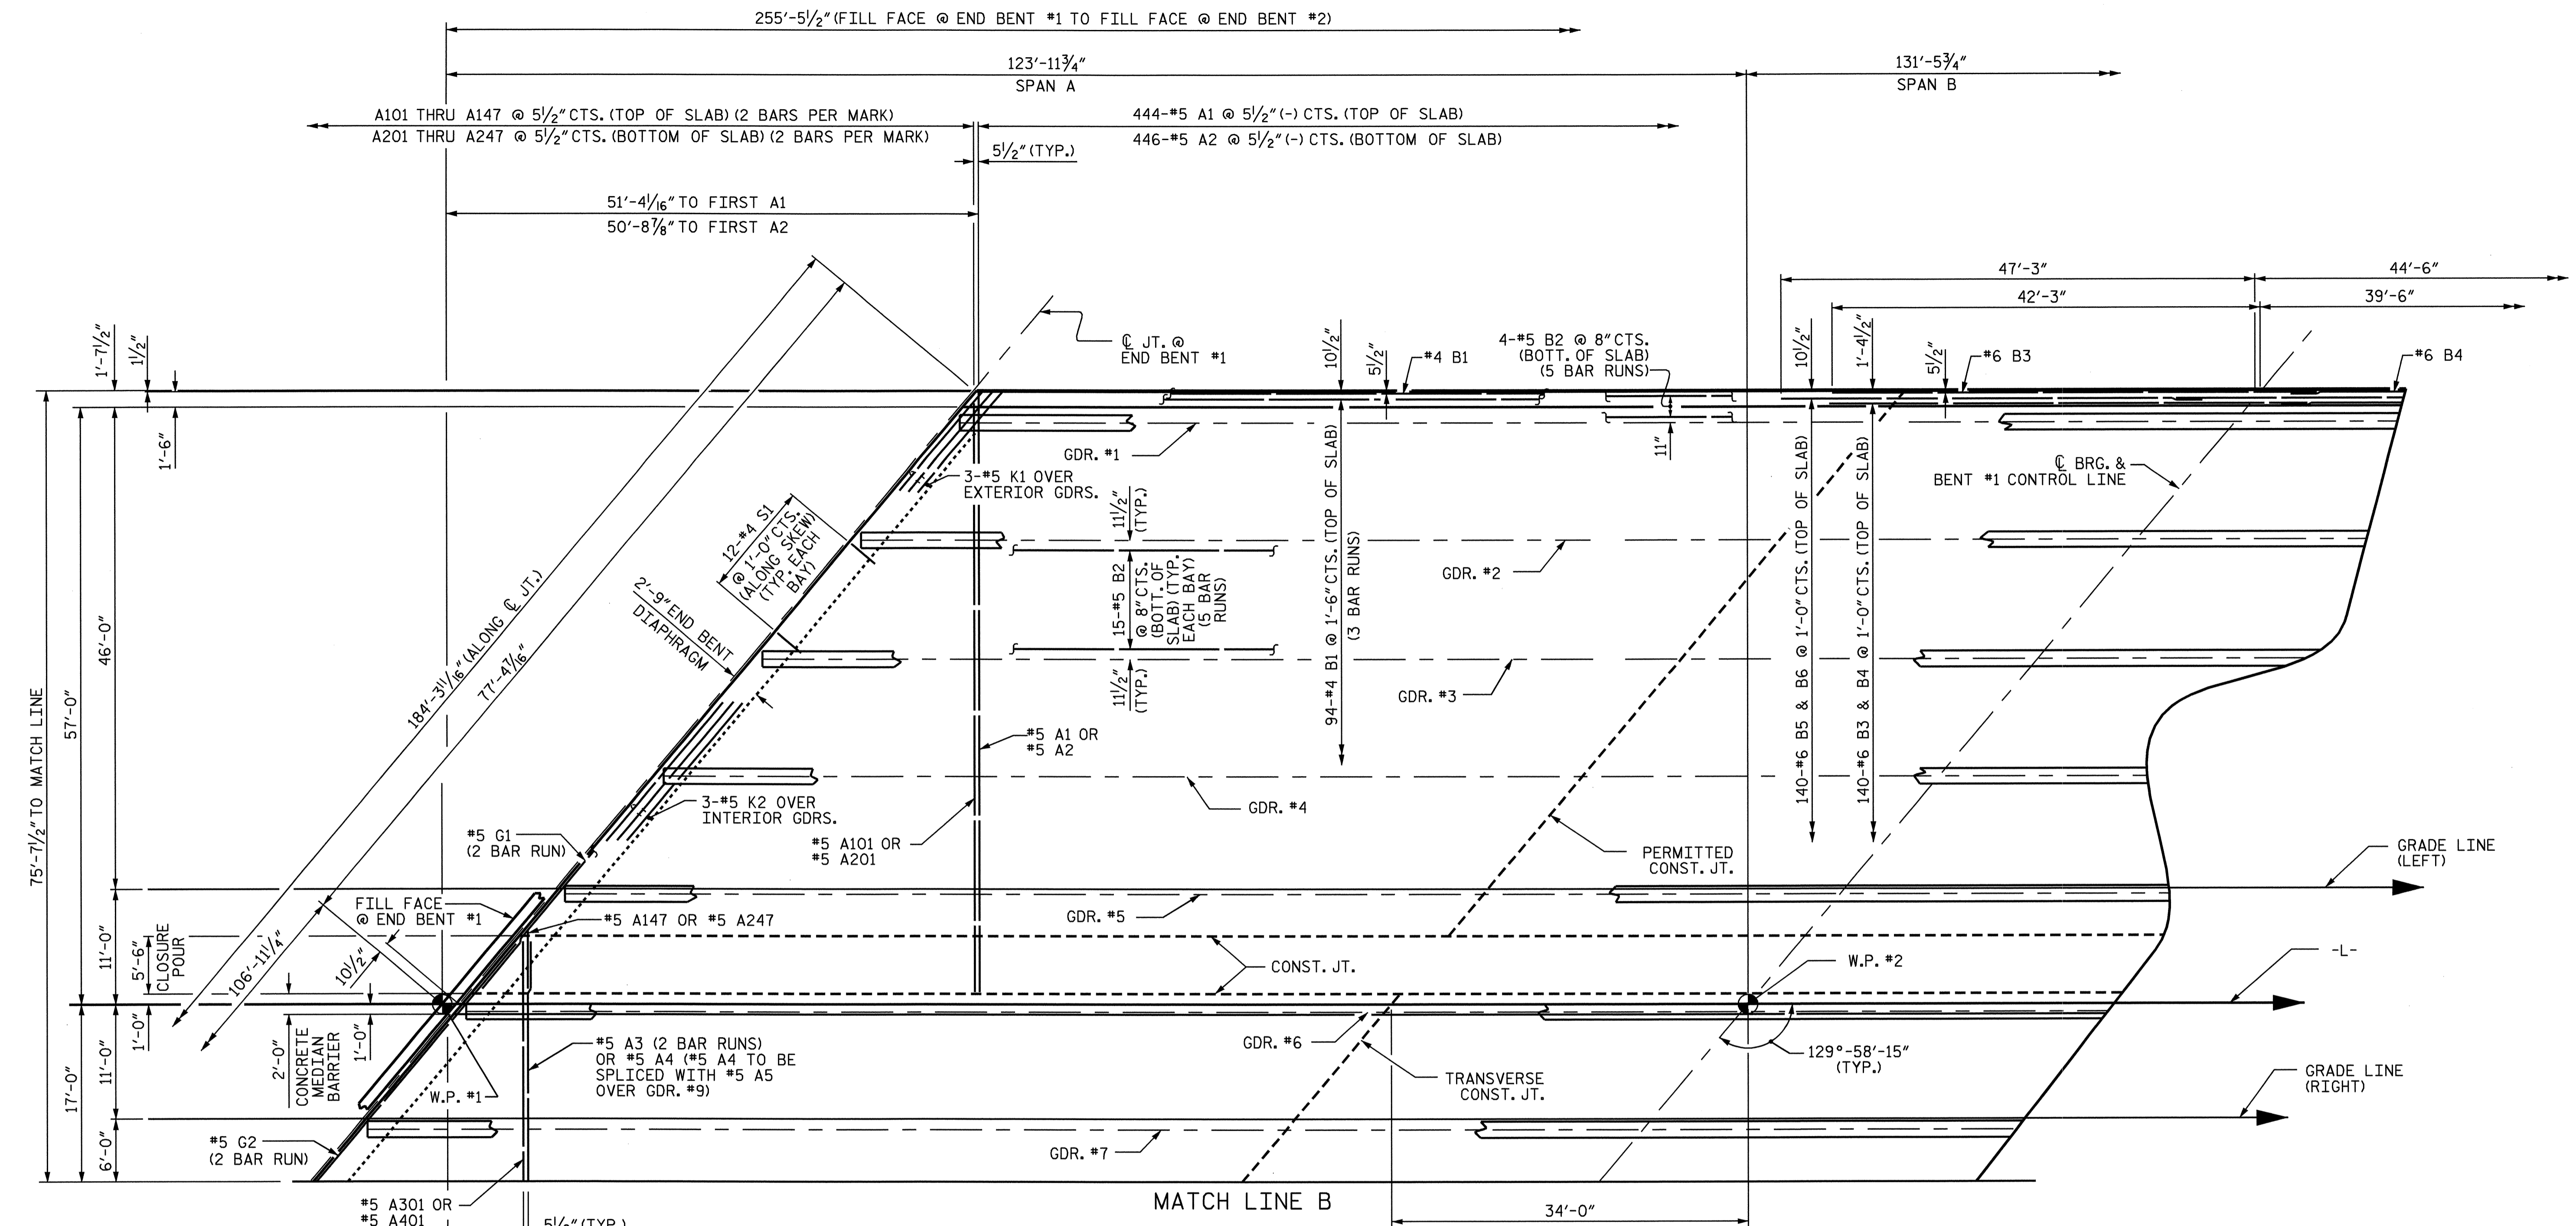 255'-5½" (FILL FACE @ END BENT #1 TO FILL FACE @ END BENT #2)
123'-11¾"
SPAN A
131'-5¾"
SPAN B
A101 THRU A147 @ 5½" CTS. (TOP OF SLAB) (2 BARS PER MARK)
A201 THRU A247 @ 5½" CTS. (BOTTOM OF SLAB) (2 BARS PER MARK)
444-#5 A1 @ 5½" (-) CTS. (TOP OF SLAB)
446-#5 A2 @ 5½" (-) CTS. (BOTTOM OF SLAB)
5½" (TYP.)
51'-4 1/16" TO FIRST A1
50'-8⅞" TO FIRST A2
47'-3"
44'-6"
42'-3"
39'-6"
1'-7½"
1½"
1'-6"
℄ JT. @
END BENT #1
10½"
5½"
#4 B1
4-#5 B2 @ 8" CTS.
(BOTT. OF SLAB)
(5 BAR RUNS)
11"
10½"
1'-4½"
5½"
#6 B3
#6 B4
GDR. #1
3-#5 K1 OVER
EXTERIOR GDRS.
℄ BRG. &
BENT #1 CONTROL LINE
12-#4 S1
@ 1'-0" CTS.
(ALONG SKEW)
(TYP. EACH
BAY)
11½"
(TYP.)
15-#5 B2
@ 8" CTS.
(BOTT. OF
SLAB) (TYP.
EACH BAY)
(5 BAR
RUNS)
11½"
(TYP.)
94-#4 B1 @ 1'-6" CTS. (TOP OF SLAB)
(3 BAR RUNS)
140-#6 B5 & B6 @ 1'-0" CTS. (TOP OF SLAB)
140-#6 B3 & B4 @ 1'-0" CTS. (TOP OF SLAB)
GDR. #2
2'-9" END BENT
DIAPHRAGM
184'-3 11/16" (ALONG ℄ JT.)
77'-4 7/16"
GDR. #3
75'-7½" TO MATCH LINE
57'-0"
46'-0"
#5 A1 OR
#5 A2
3-#5 K2 OVER
INTERIOR GDRS.
GDR. #4
#5 G1
(2 BAR RUN)
#5 A101 OR
#5 A201
PERMITTED
CONST. JT.
GRADE LINE
(LEFT)
FILL FACE
@ END BENT #1
#5 A147 OR #5 A247
GDR. #5
11'-0"
5'-6"
CLOSURE
POUR
10½"
106'-11¼"
CONST. JT.
W.P. #2
-L-
1'-0"
2'-0"
CONCRETE
MEDIAN
BARRIER
1'-0"
W.P. #1
#5 A3 (2 BAR RUNS)
OR #5 A4 (#5 A4 TO BE
SPLICED WITH #5 A5
OVER GDR. #9)
GDR. #6
129°-58'-15"
(TYP.)
TRANSVERSE
CONST. JT.
GRADE LINE
(RIGHT)
17'-0"
11'-0"
6'-0"
#5 G2
(2 BAR RUN)
GDR. #7
MATCH LINE B
#5 A301 OR
#5 A401
5½" (TYP.)
34'-0"